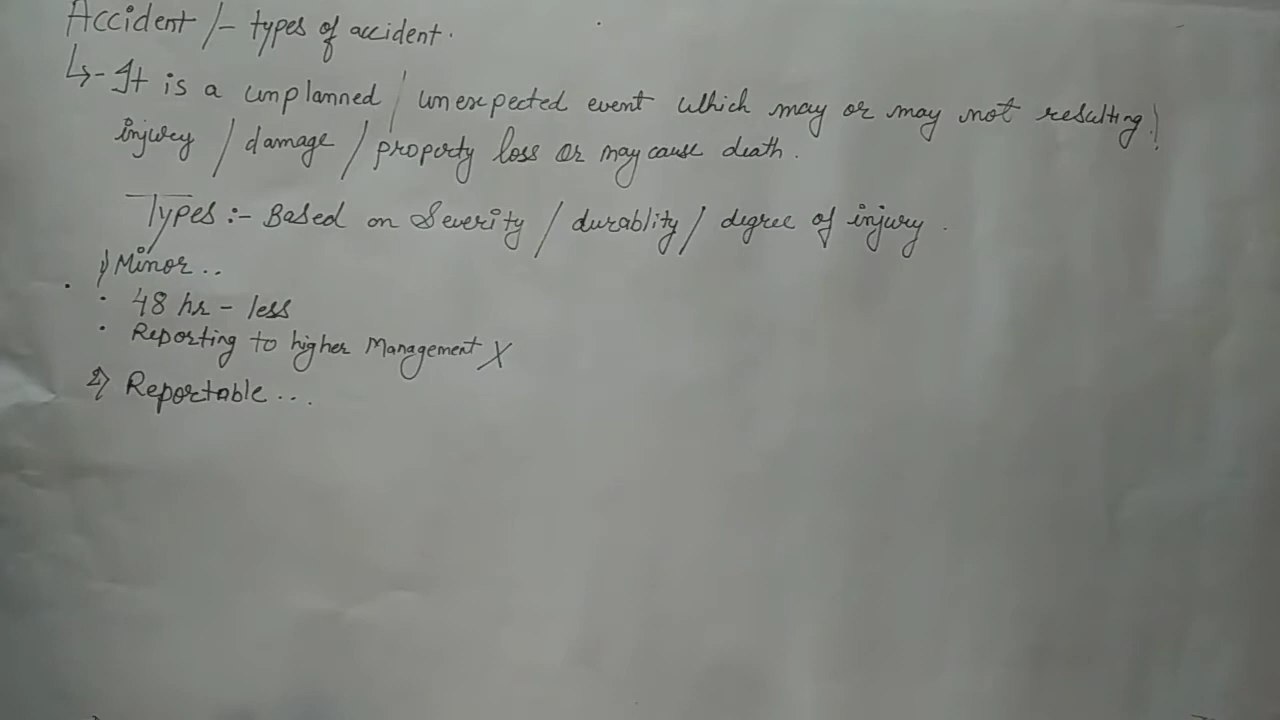 Accident /- types of accident.
↳ - It is a unplanned / unexpected event which may or may not resulting /
injury / damage / property loss or may cause death.
Types :- Based on Severity / durablity / degree of injury.
1) Minor..
• 48 hr - less
• Reporting to higher Management X
2) Reportable...